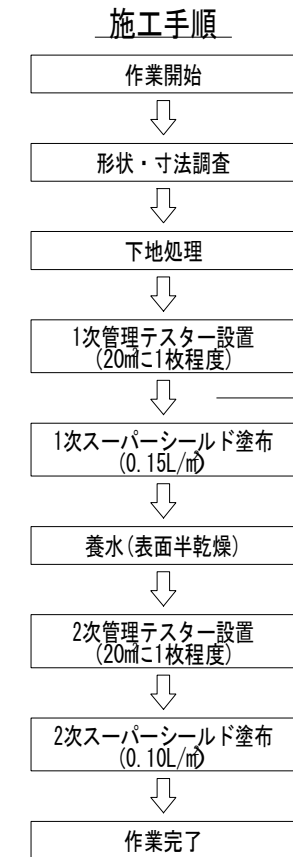 施工手順
作業開始
形状・寸法調査
下地処理
1次管理テスター設置
(20㎡に1枚程度)
1次スーパーシールド塗布
(0.15L/㎡)
養水(表面半乾燥)
2次管理テスター設置
(20㎡に1枚程度)
2次スーパーシールド塗布
(0.10L/㎡)
作業完了